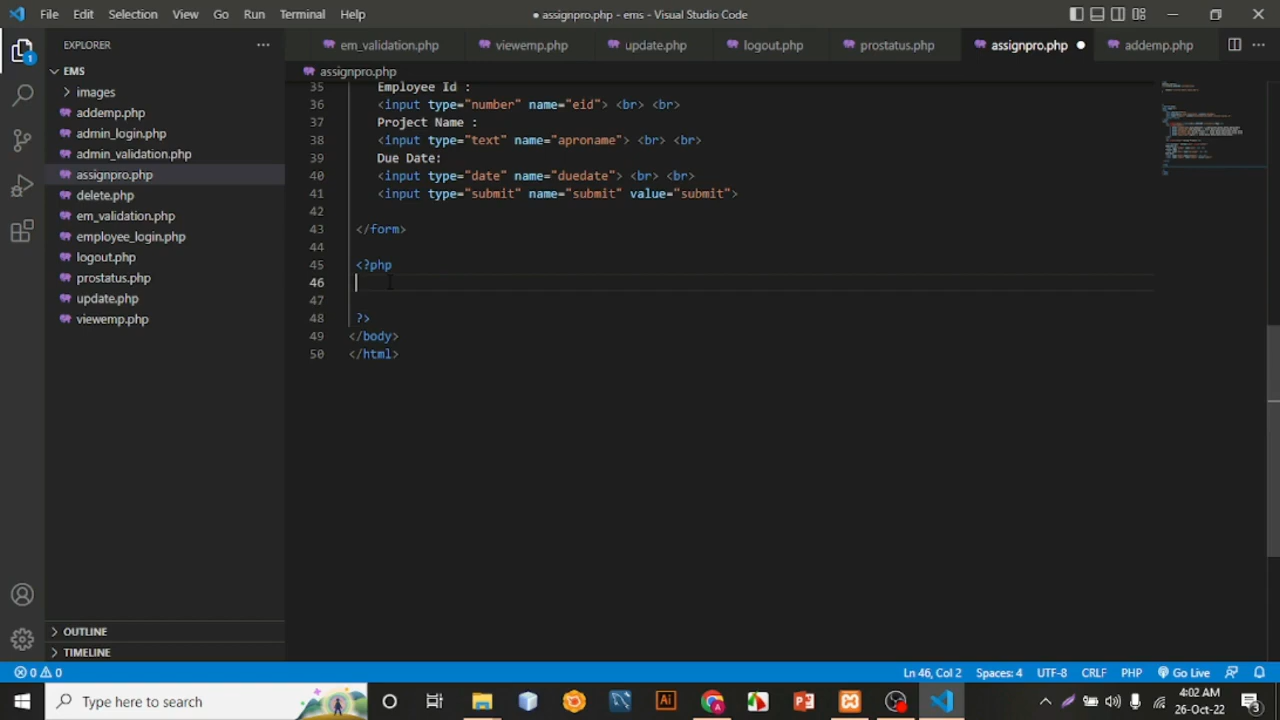 File Edit Selection View Go Run Terminal Help
● assignpro.php - ems - Visual Studio Code
EXPLORER
em_validation.php viewemp.php update.php logout.php prostatus.php assignpro.php ● addemp.php
EMS
images
addemp.php
admin_login.php
admin_validation.php
assignpro.php
delete.php
em_validation.php
employee_login.php
logout.php
prostatus.php
update.php
viewemp.php
OUTLINE
TIMELINE
assignpro.php
35 Employee Id :
36 <input type="number" name="eid"> <br> <br>
37 Project Name :
38 <input type="text" name="aproname"> <br> <br>
39 Due Date:
40 <input type="date" name="duedate"> <br> <br>
41 <input type="submit" name="submit" value="submit">
42
43 </form>
44
45 <?php
46
47
48 ?>
49 </body>
50 </html>
0 0 Ln 46, Col 2 Spaces: 4 UTF-8 CRLF PHP Go Live
Type here to search
4:02 AM
26-Oct-22
3
1